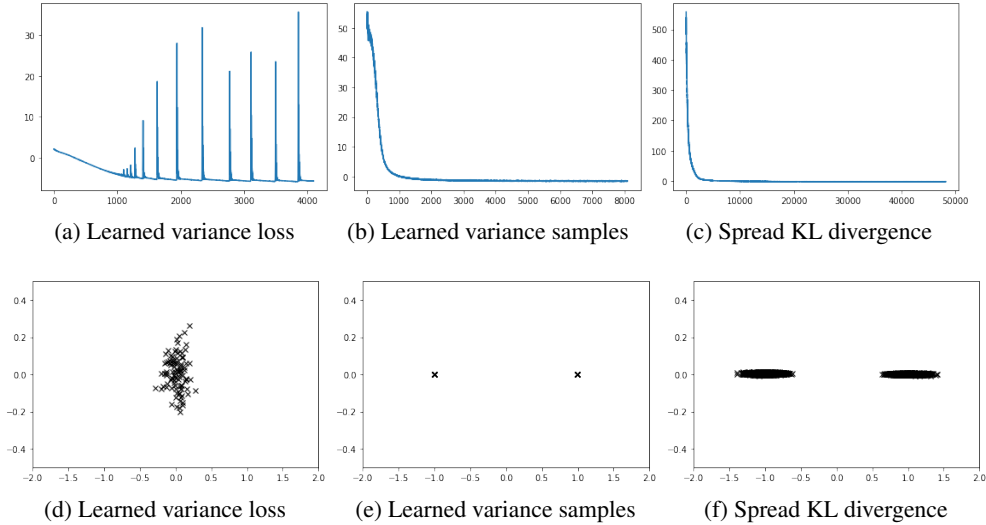 30
20
10
0
0 1000 2000 3000 4000
50
40
30
20
10
0
0 1000 2000 3000 4000 5000 6000 7000 8000
500
400
300
200
100
0
0 10000 20000 30000 40000 50000
(a) Learned variance loss
(b) Learned variance samples
(c) Spread KL divergence
0.4
0.2
0.0
−0.2
−0.4
−2.0 −1.5 −1.0 −0.5 0.0 0.5 1.0 1.5 2.0
0.4
0.2
0.0
−0.2
−0.4
−2.0 −1.5 −1.0 −0.5 0.0 0.5 1.0 1.5 2.0
0.4
0.2
0.0
−0.2
−0.4
−2.0 −1.5 −1.0 −0.5 0.0 0.5 1.0 1.5 2.0
(d) Learned variance loss
(e) Learned variance samples
(f) Spread KL divergence